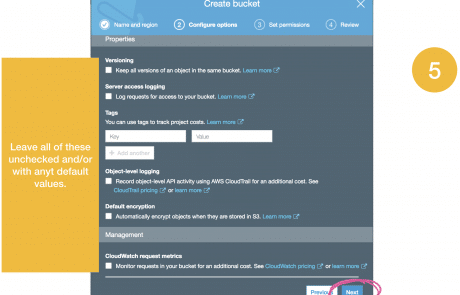 Create bucket
1 Name and region
2 Configure options
3 Set permissions
4 Review
Properties
Versioning
Keep all versions of an object in the same bucket. Learn more
Server access logging
Log requests for access to your bucket. Learn more
Tags
You can use tags to track project costs. Learn more
Key Value
+ Add another
Object-level logging
Record object-level API activity using AWS CloudTrail for an additional cost. See
CloudTrail pricing or learn more
Default encryption
Automatically encrypt objects when they are stored in S3. Learn more
Management
CloudWatch request metrics
Monitor requests in your bucket for an additional cost. See CloudWatch pricing or learn more
Previous Next
Leave all of these
unchecked and/or
with anyt default
values.
5